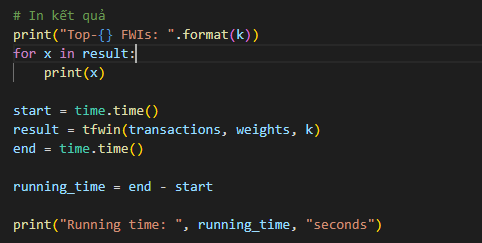 # In kết quả
print("Top-{} FWIs: ".format(k))
for x in result:
    print(x)
start = time.time()
result = tfwin(transactions, weights, k)
end = time.time()
running_time = end - start
print("Running time: ", running_time, "seconds")